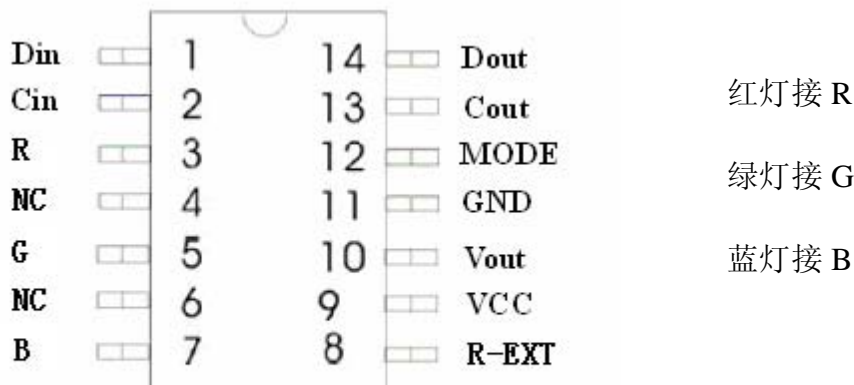 Din 1 14 Dout
Cin 2 13 Cout
R 3 12 MODE
NC 4 11 GND
G 5 10 Vout
NC 6 9 VCC
B 7 8 R-EXT
红灯接 R
绿灯接 G
蓝灯接 B